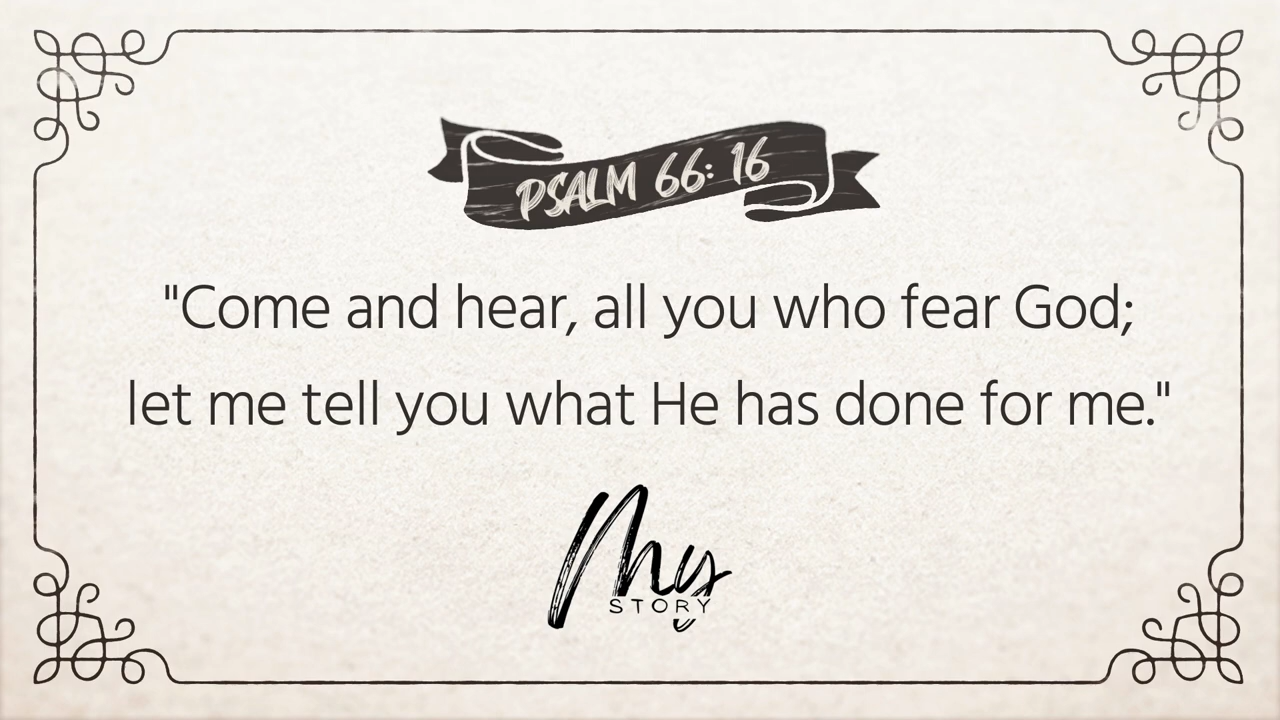 PSALM 66: 16
"Come and hear, all you who fear God;
let me tell you what He has done for me."
My
STORY